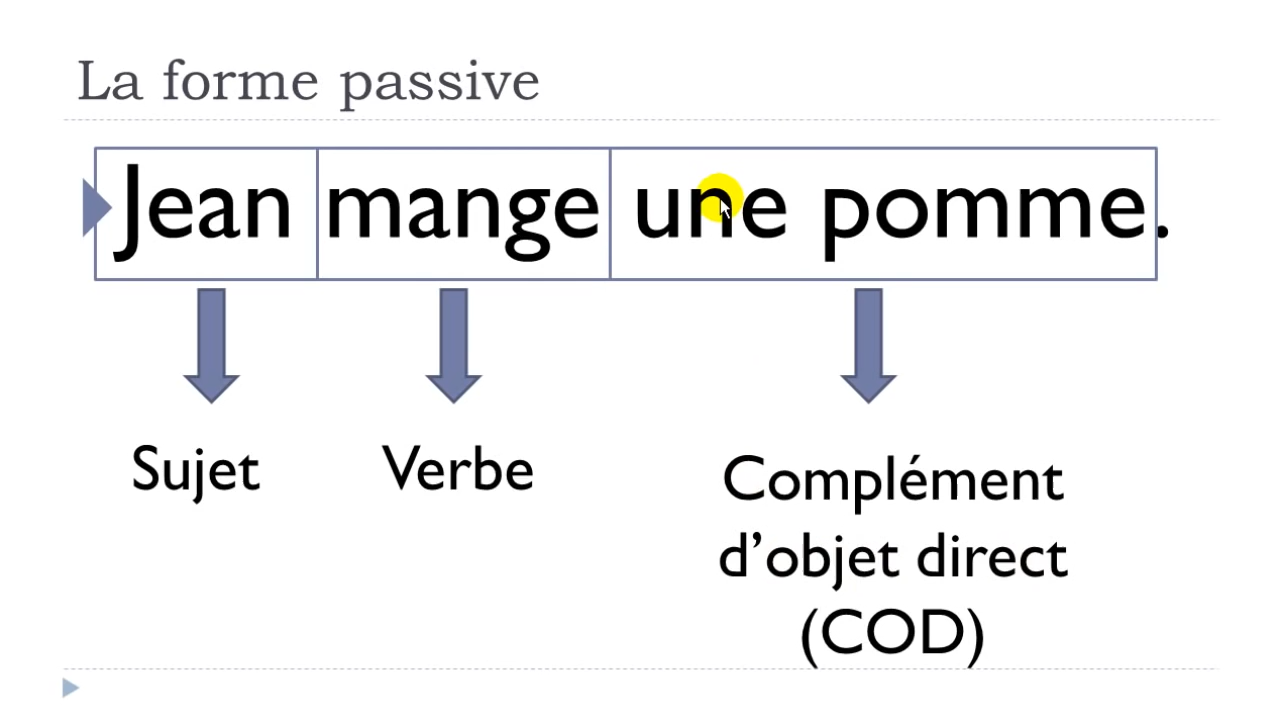 La forme passive
Jean mange une pomme.
Sujet
Verbe
Complément
d’objet direct
(COD)